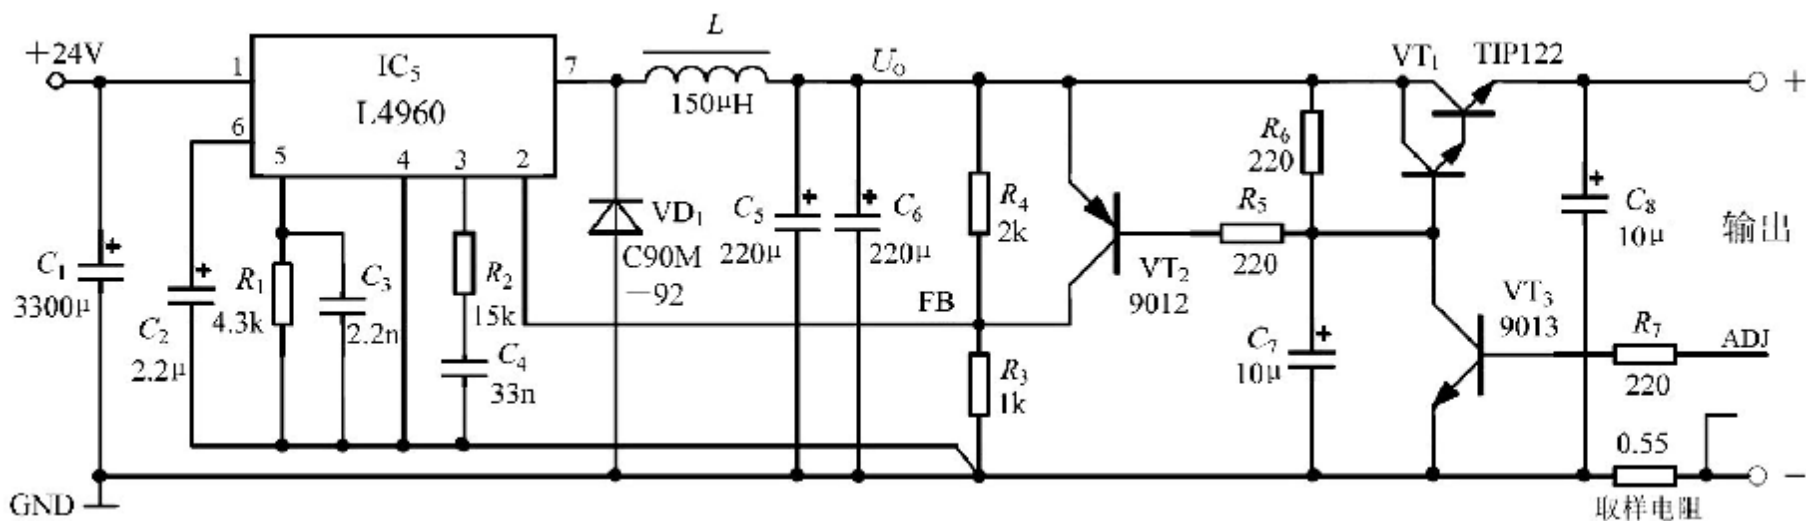 +24V
1
IC5
L4960
7
L
150μH
Uo
VT1
TIP122
+
6
5
4
3
2
R6
220
C1
3300μ
C2
2.2μ
R1
4.3k
C3
2.2n
R2
15k
C4
33n
VD1
C90M
-92
C5
220μ
C6
220μ
R4
2k
FB
R3
1k
VT2
9012
R5
220
C7
10μ
VT3
9013
C8
10μ
输出
R7
220
ADJ
0.55
取样电阻
-
GND